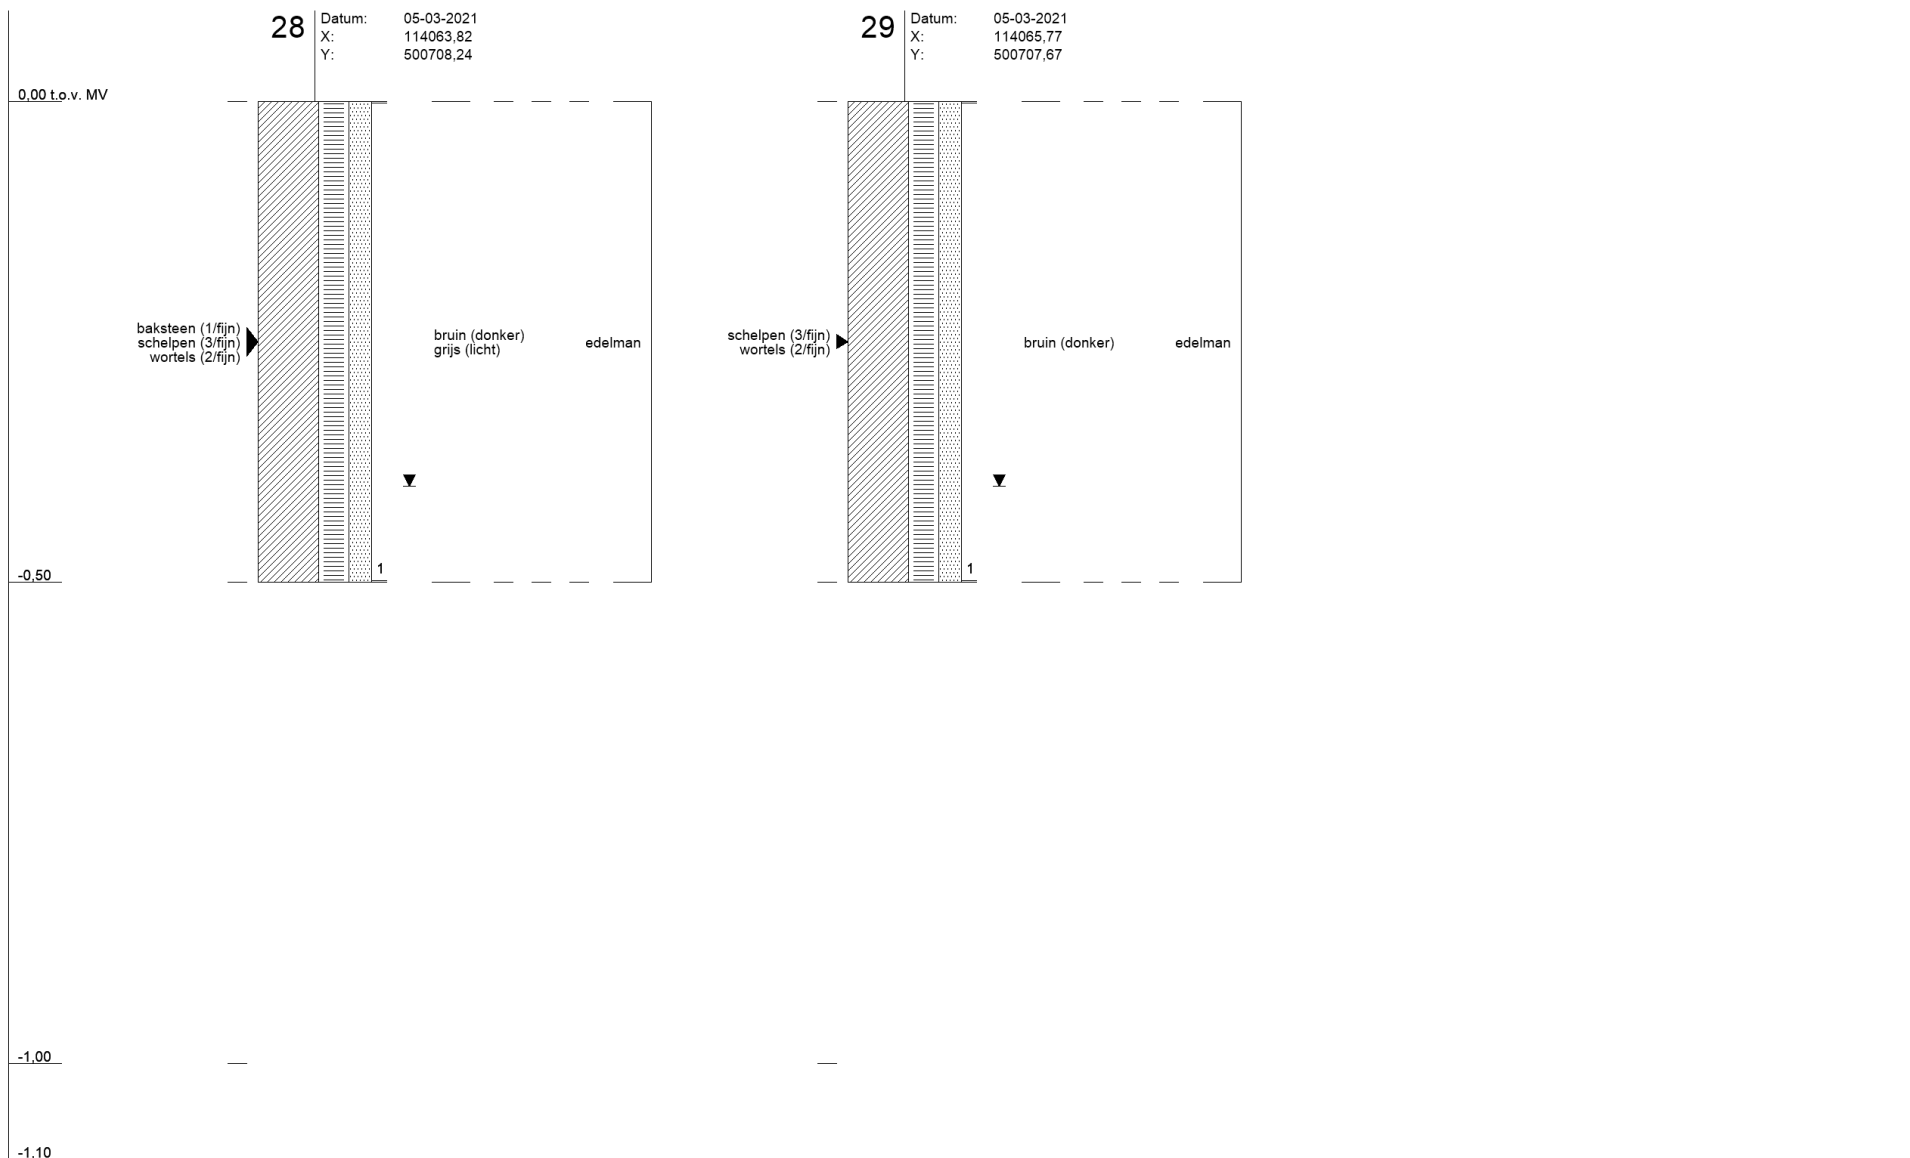 28
Datum: 05-03-2021
X: 114063,82
Y: 500708,24
29
Datum: 05-03-2021
X: 114065,77
Y: 500707,67
0,00 t.o.v. MV
baksteen (1/fijn)
schelpen (3/fijn)
wortels (2/fijn)
bruin (donker)
grijs (licht)
edelman
1
schelpen (3/fijn)
wortels (2/fijn)
bruin (donker)
edelman
1
-0,50
-1,00
-1,10